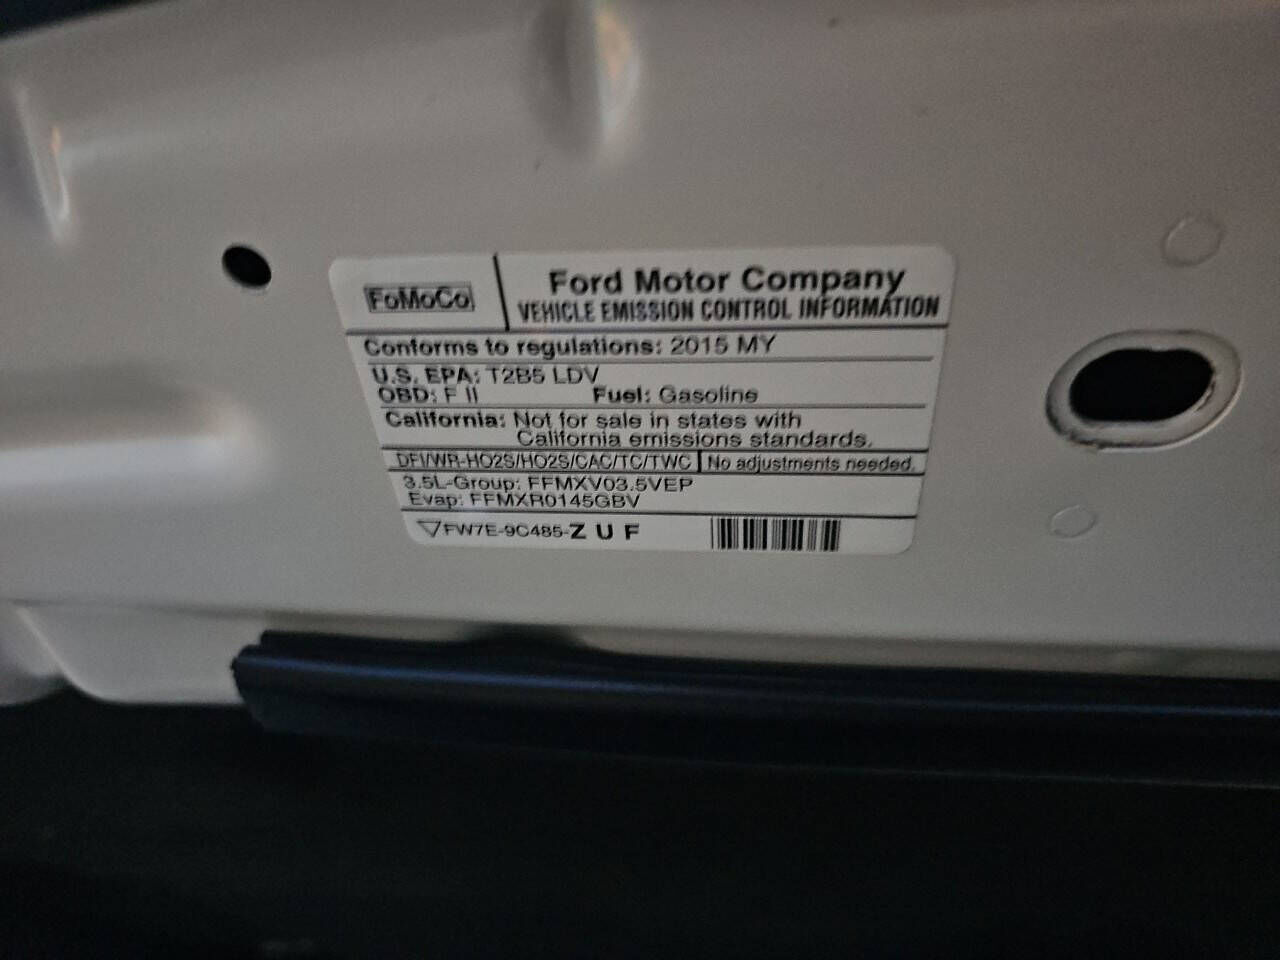 FoMoCo
Ford Motor Company
VEHICLE EMISSION CONTROL INFORMATION
Conforms to regulations: 2015 MY
U.S. EPA: T2B5 LDV
OBD: F II Fuel: Gasoline
California: Not for sale in states with
California emissions standards.
DFI/WR-HO2S/HO2S/CAC/TC/TWC No adjustments needed.
3.5L-Group: FFMXV03.5VEP
Evap: FFMXR0145GBV
FW7E-9C485-ZUF